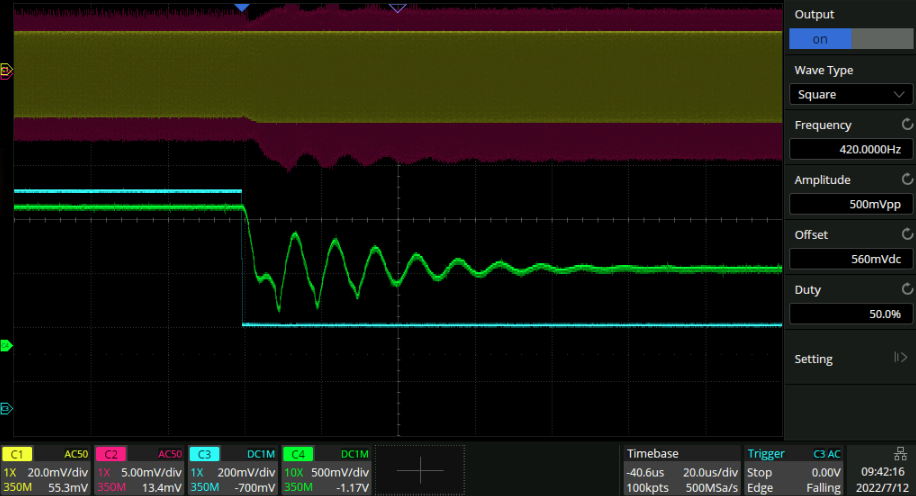 Output
on
Wave Type
Square
Frequency
420.0000Hz
Amplitude
500mVpp
Offset
560mVdc
Duty
50.0%
Setting
C1
C4
C3
C1 AC50
1X 20.0mV/div
350M 55.3mV
C2 AC50
1X 5.00mV/div
350M 13.4mV
C3 DC1M
1X 200mV/div
350M -700mV
C4 DC1M
10X 500mV/div
350M -1.17V
Timebase
-40.6us 20.0us/div
100kpts 500MSa/s
Trigger C3 AC
Stop 0.00V
Edge Falling
09:42:16
2022/7/12